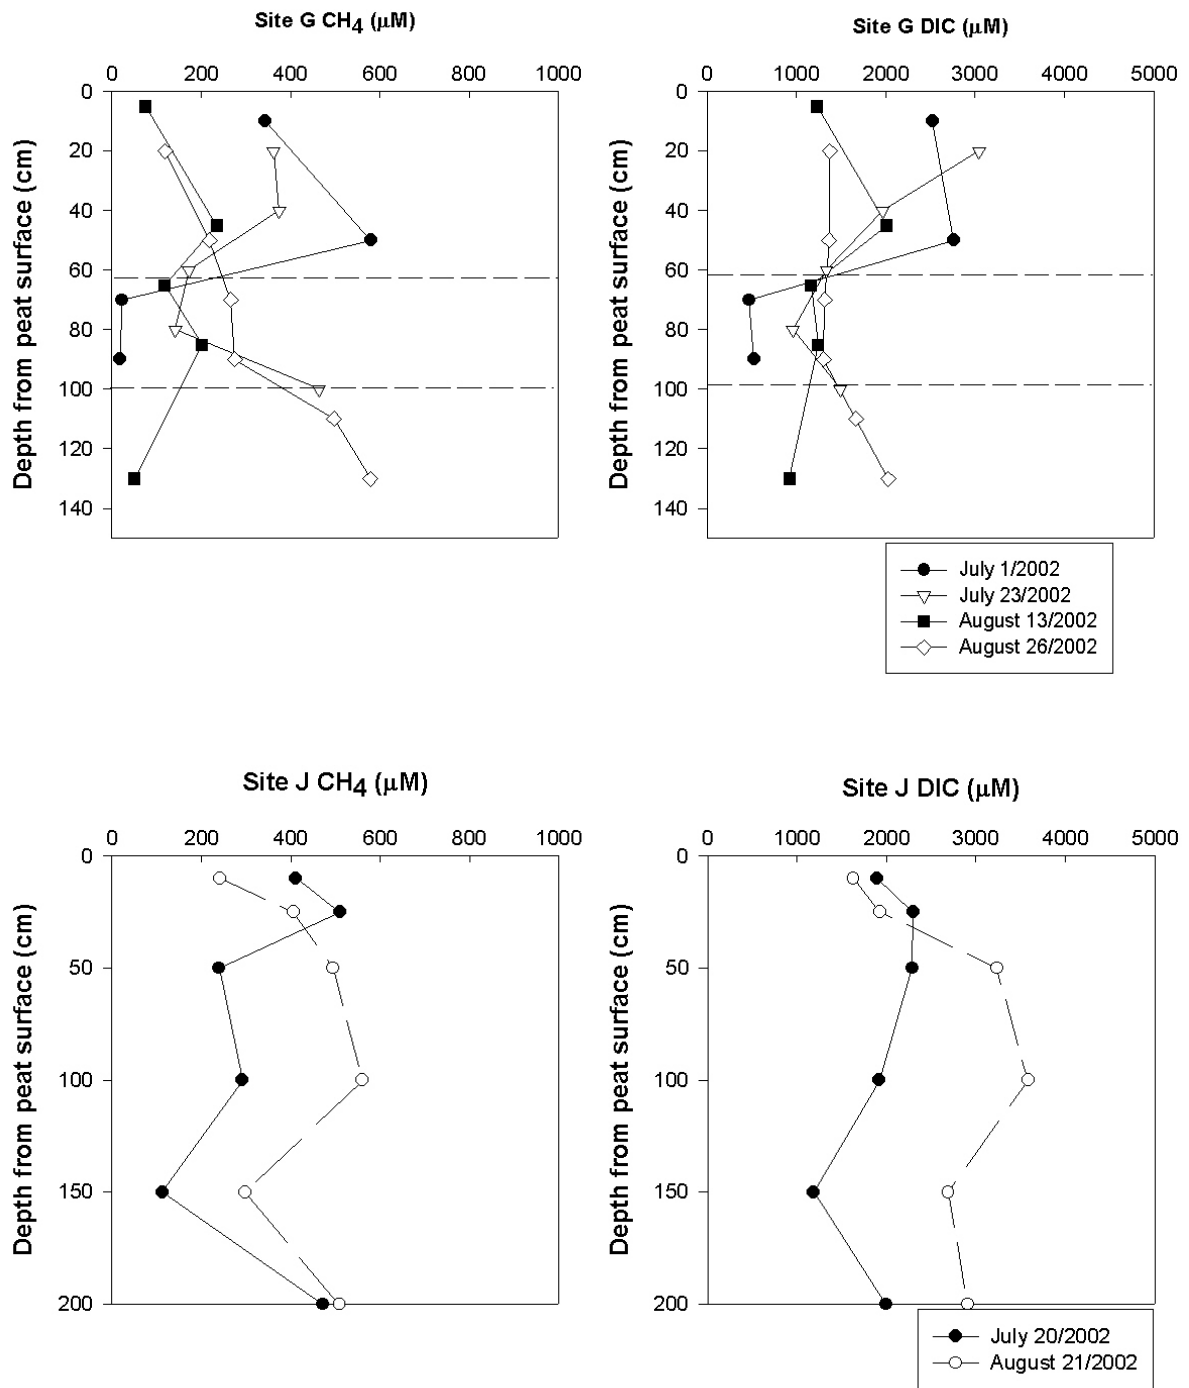 Site G CH4 (μM)
0 200 400 600 800 1000
Depth from peat surface (cm)
0
20
40
60
80
100
120
140
Site G DIC (μM)
0 1000 2000 3000 4000 5000
Depth from peat surface (cm)
0
20
40
60
80
100
120
140
July 1/2002
July 23/2002
August 13/2002
August 26/2002
Site J CH4 (μM)
0 200 400 600 800 1000
Depth from peat surface (cm)
0
50
100
150
200
Site J DIC (μM)
0 1000 2000 3000 4000 5000
Depth from peat surface (cm)
0
50
100
150
200
July 20/2002
August 21/2002